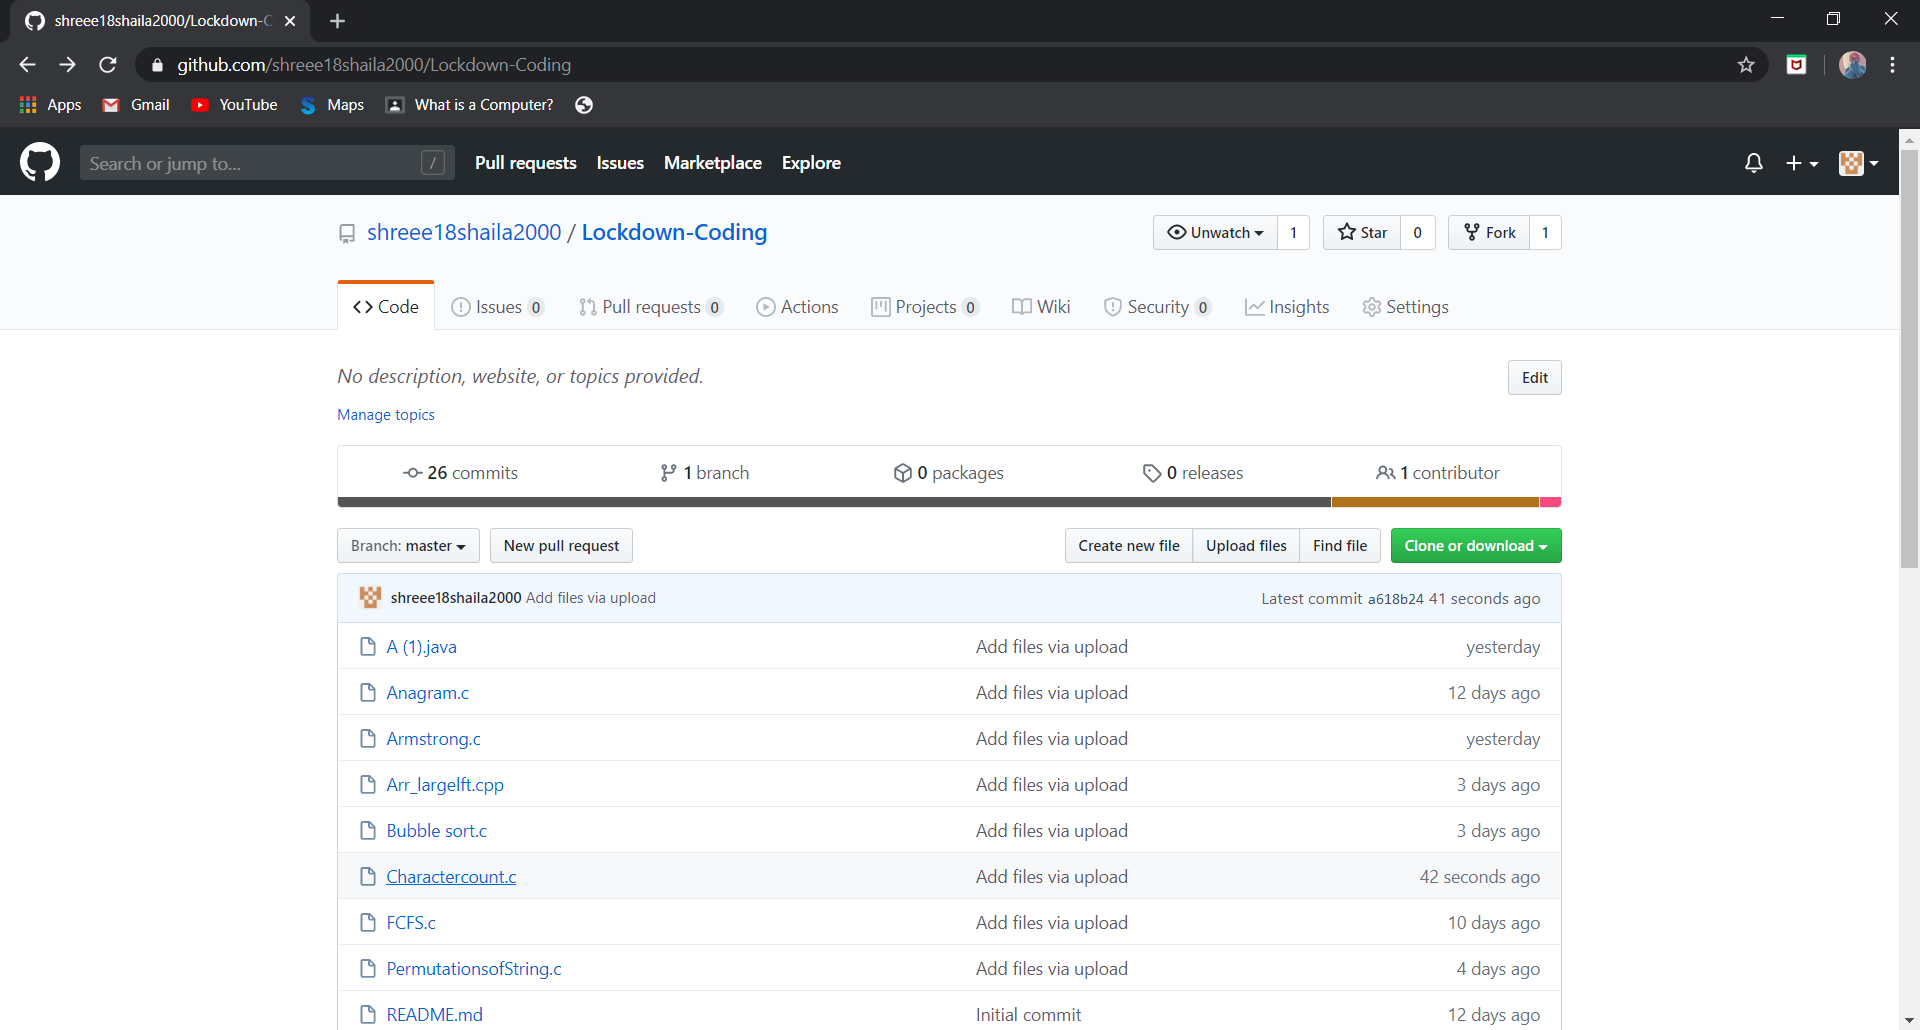 shreee18shaila2000/Lockdown-C
github.com/shreee18shaila2000/Lockdown-Coding
Apps Gmail YouTube Maps What is a Computer?
Search or jump to... / Pull requests Issues Marketplace Explore
shreee18shaila2000 / Lockdown-Coding Unwatch 1 Star 0 Fork 1
Code Issues 0 Pull requests 0 Actions Projects 0 Wiki Security 0 Insights Settings
No description, website, or topics provided. Edit
Manage topics
26 commits 1 branch 0 packages 0 releases 1 contributor
Branch: master New pull request Create new file Upload files Find file Clone or download
shreee18shaila2000 Add files via upload Latest commit a618b24 41 seconds ago
A (1).java Add files via upload yesterday
Anagram.c Add files via upload 12 days ago
Armstrong.c Add files via upload yesterday
Arr_largelft.cpp Add files via upload 3 days ago
Bubble sort.c Add files via upload 3 days ago
Charactercount.c Add files via upload 42 seconds ago
FCFS.c Add files via upload 10 days ago
PermutationsofString.c Add files via upload 4 days ago
README.md Initial commit 12 days ago